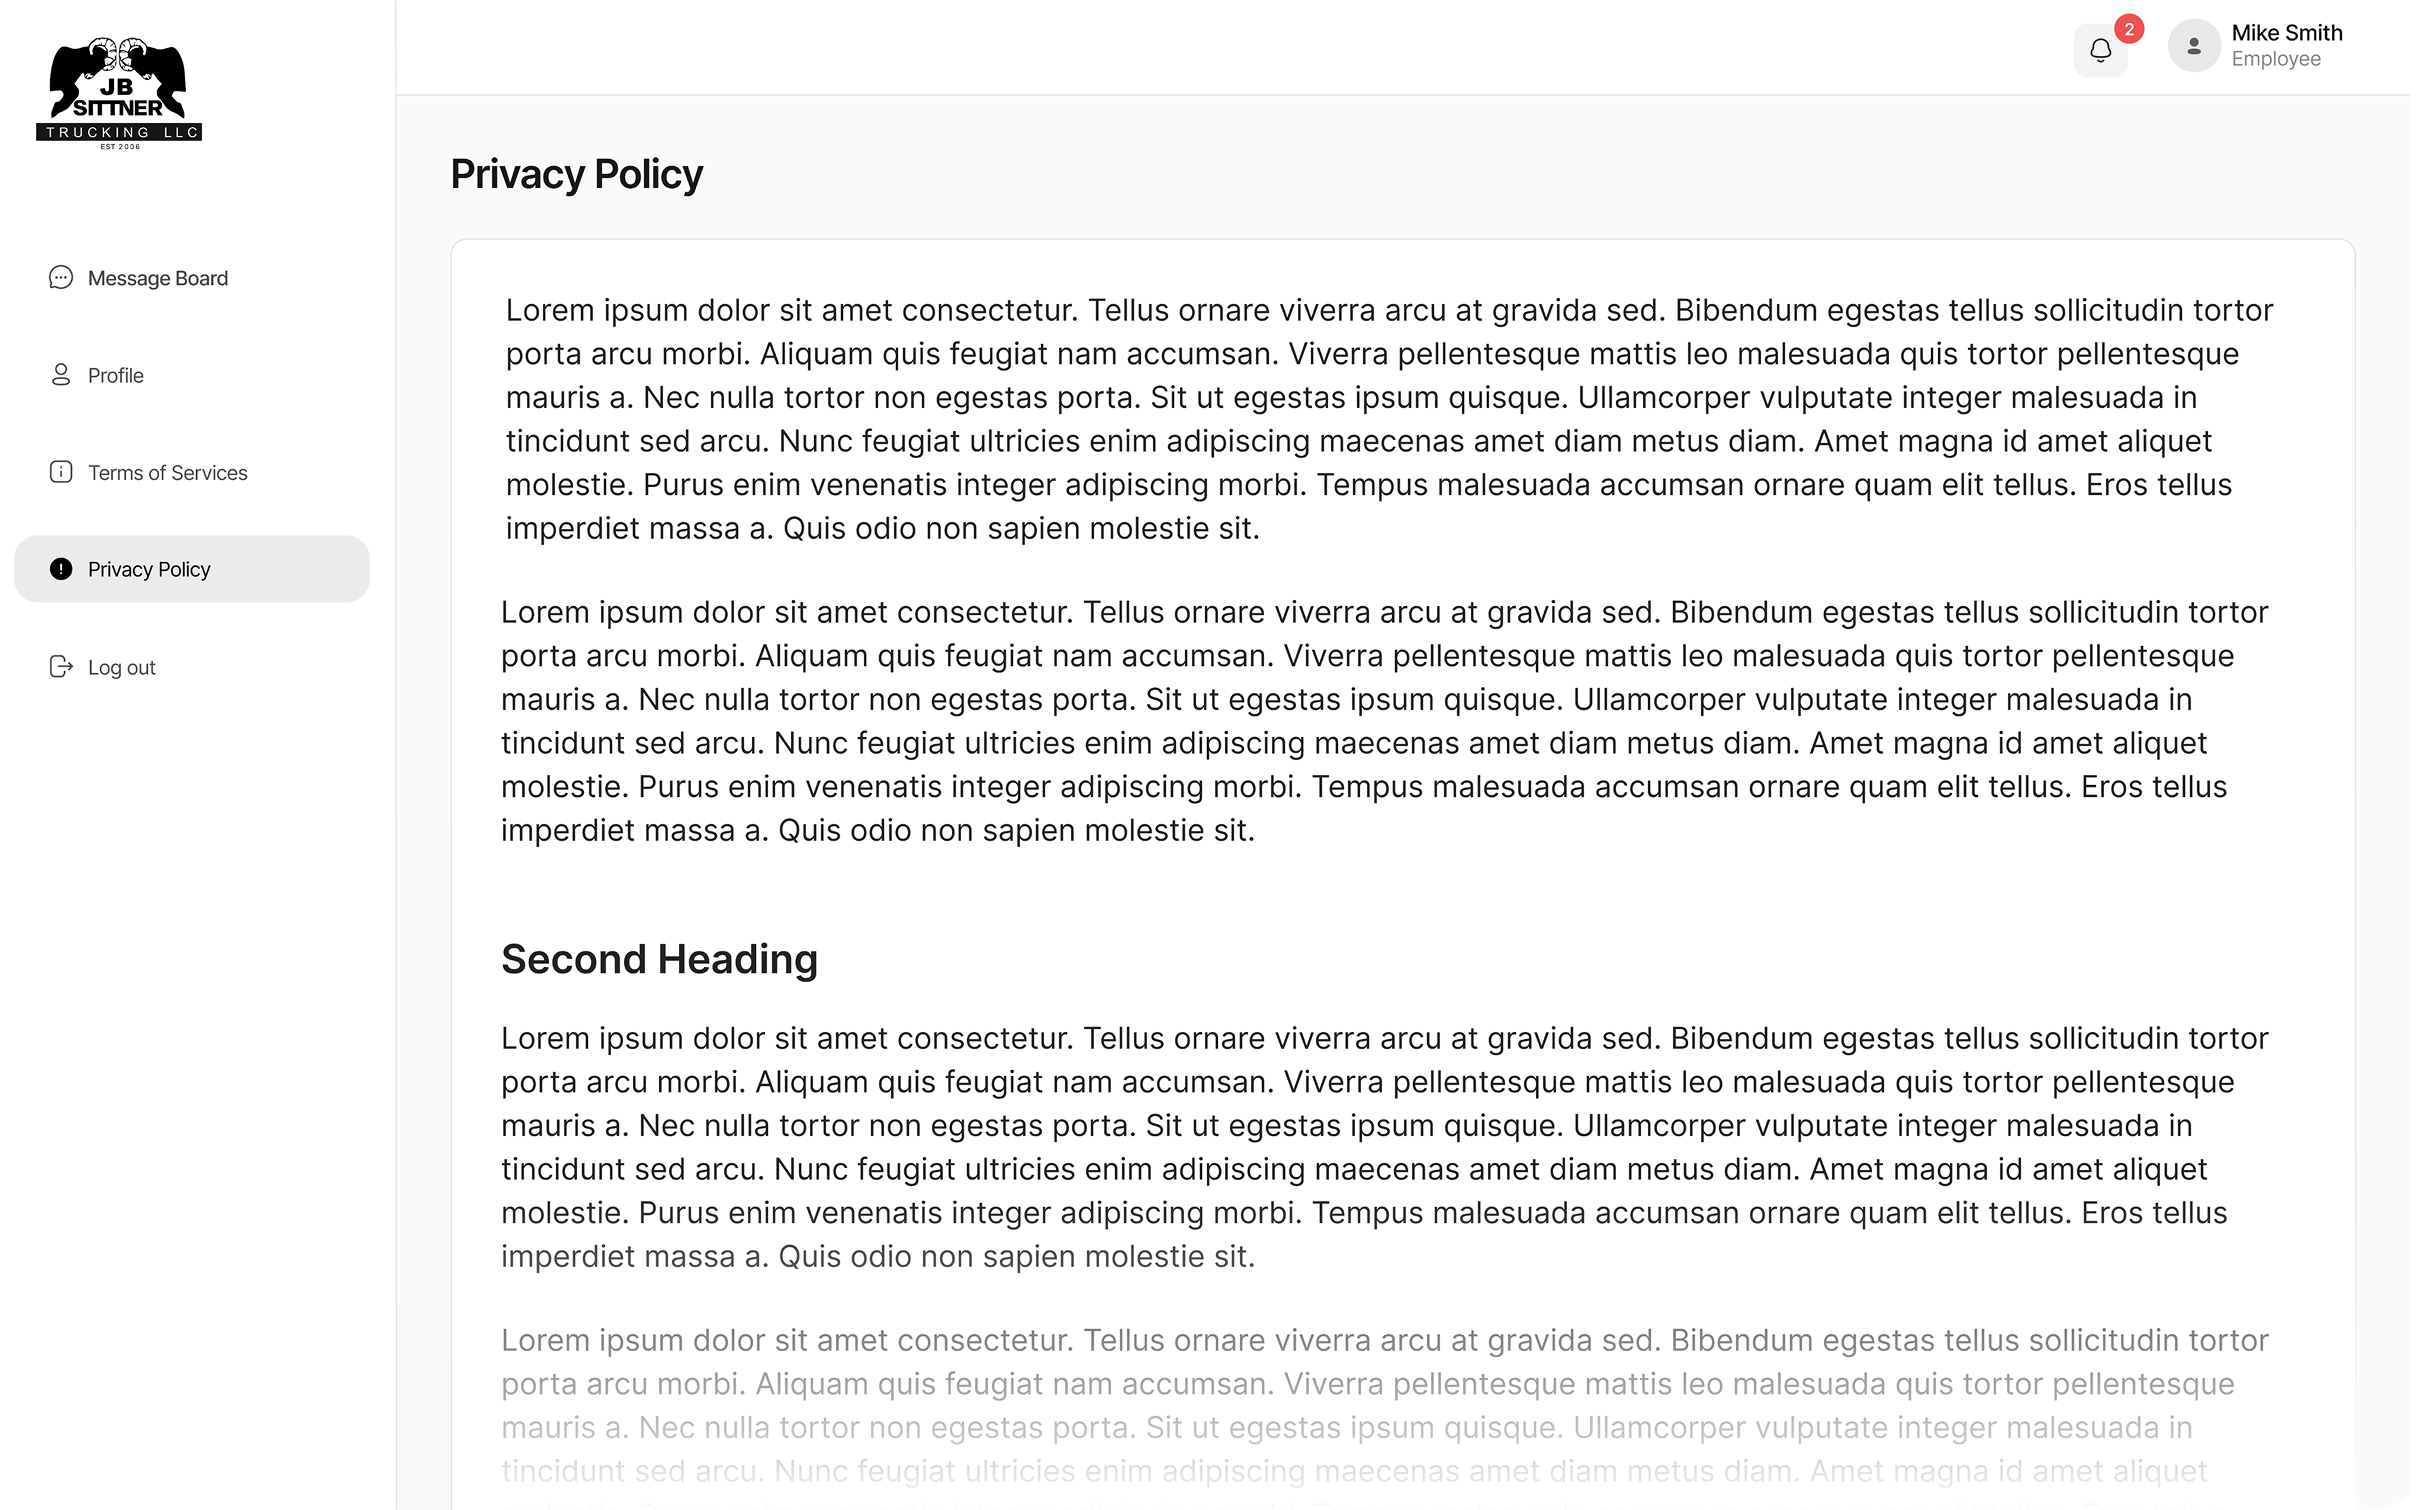 JB
SITTNER
TRUCKING LLC
EST 2006
2
Mike Smith
Employee
Message Board
Profile
Terms of Services
Privacy Policy
Log out
Privacy Policy
Lorem ipsum dolor sit amet consectetur. Tellus ornare viverra arcu at gravida sed. Bibendum egestas tellus sollicitudin tortor
porta arcu morbi. Aliquam quis feugiat nam accumsan. Viverra pellentesque mattis leo malesuada quis tortor pellentesque
mauris a. Nec nulla tortor non egestas porta. Sit ut egestas ipsum quisque. Ullamcorper vulputate integer malesuada in
tincidunt sed arcu. Nunc feugiat ultricies enim adipiscing maecenas amet diam metus diam. Amet magna id amet aliquet
molestie. Purus enim venenatis integer adipiscing morbi. Tempus malesuada accumsan ornare quam elit tellus. Eros tellus
imperdiet massa a. Quis odio non sapien molestie sit.
Lorem ipsum dolor sit amet consectetur. Tellus ornare viverra arcu at gravida sed. Bibendum egestas tellus sollicitudin tortor
porta arcu morbi. Aliquam quis feugiat nam accumsan. Viverra pellentesque mattis leo malesuada quis tortor pellentesque
mauris a. Nec nulla tortor non egestas porta. Sit ut egestas ipsum quisque. Ullamcorper vulputate integer malesuada in
tincidunt sed arcu. Nunc feugiat ultricies enim adipiscing maecenas amet diam metus diam. Amet magna id amet aliquet
molestie. Purus enim venenatis integer adipiscing morbi. Tempus malesuada accumsan ornare quam elit tellus. Eros tellus
imperdiet massa a. Quis odio non sapien molestie sit.
Second Heading
Lorem ipsum dolor sit amet consectetur. Tellus ornare viverra arcu at gravida sed. Bibendum egestas tellus sollicitudin tortor
porta arcu morbi. Aliquam quis feugiat nam accumsan. Viverra pellentesque mattis leo malesuada quis tortor pellentesque
mauris a. Nec nulla tortor non egestas porta. Sit ut egestas ipsum quisque. Ullamcorper vulputate integer malesuada in
tincidunt sed arcu. Nunc feugiat ultricies enim adipiscing maecenas amet diam metus diam. Amet magna id amet aliquet
molestie. Purus enim venenatis integer adipiscing morbi. Tempus malesuada accumsan ornare quam elit tellus. Eros tellus
imperdiet massa a. Quis odio non sapien molestie sit.
Lorem ipsum dolor sit amet consectetur. Tellus ornare viverra arcu at gravida sed. Bibendum egestas tellus sollicitudin tortor
porta arcu morbi. Aliquam quis feugiat nam accumsan. Viverra pellentesque mattis leo malesuada quis tortor pellentesque
mauris a. Nec nulla tortor non egestas porta. Sit ut egestas ipsum quisque. Ullamcorper vulputate integer malesuada in
tincidunt sed arcu. Nunc feugiat ultricies enim adipiscing maecenas amet diam metus diam. Amet magna id amet aliquet